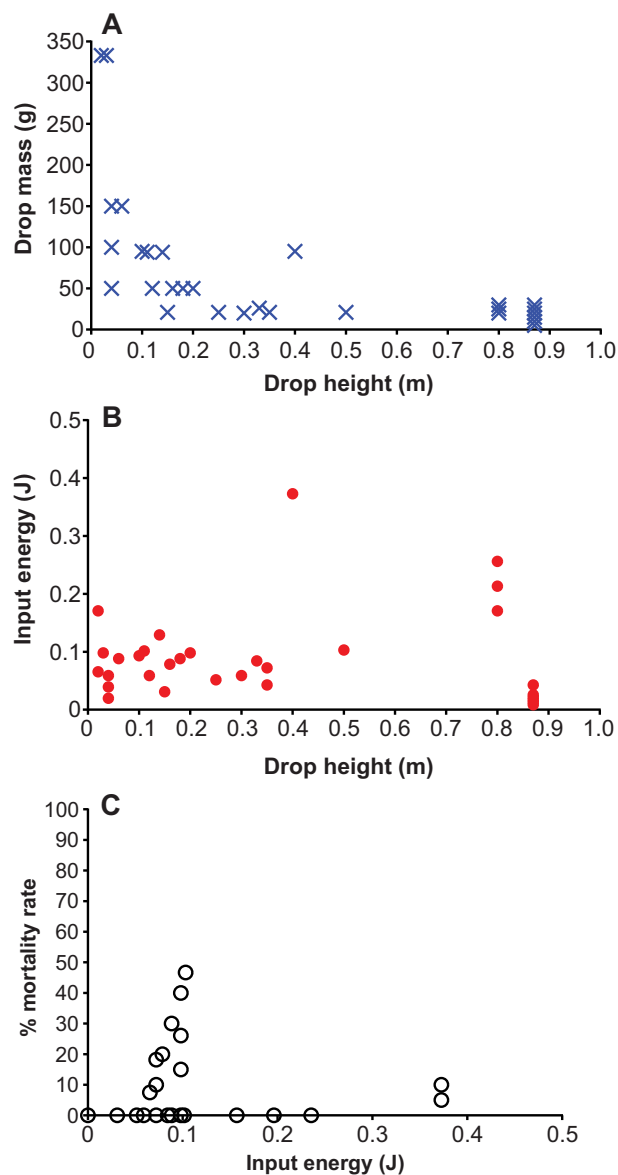 A
350
300
250
200
150
100
50
0
Drop mass (g)
0 0.1 0.2 0.3 0.4 0.5 0.6 0.7 0.8 0.9 1.0
Drop height (m)
B
0.5
0.4
0.3
0.2
0.1
0
Input energy (J)
0 0.1 0.2 0.3 0.4 0.5 0.6 0.7 0.8 0.9 1.0
Drop height (m)
C
100
90
80
70
60
50
40
30
20
10
0
% mortality rate
0 0.1 0.2 0.3 0.4 0.5
Input energy (J)